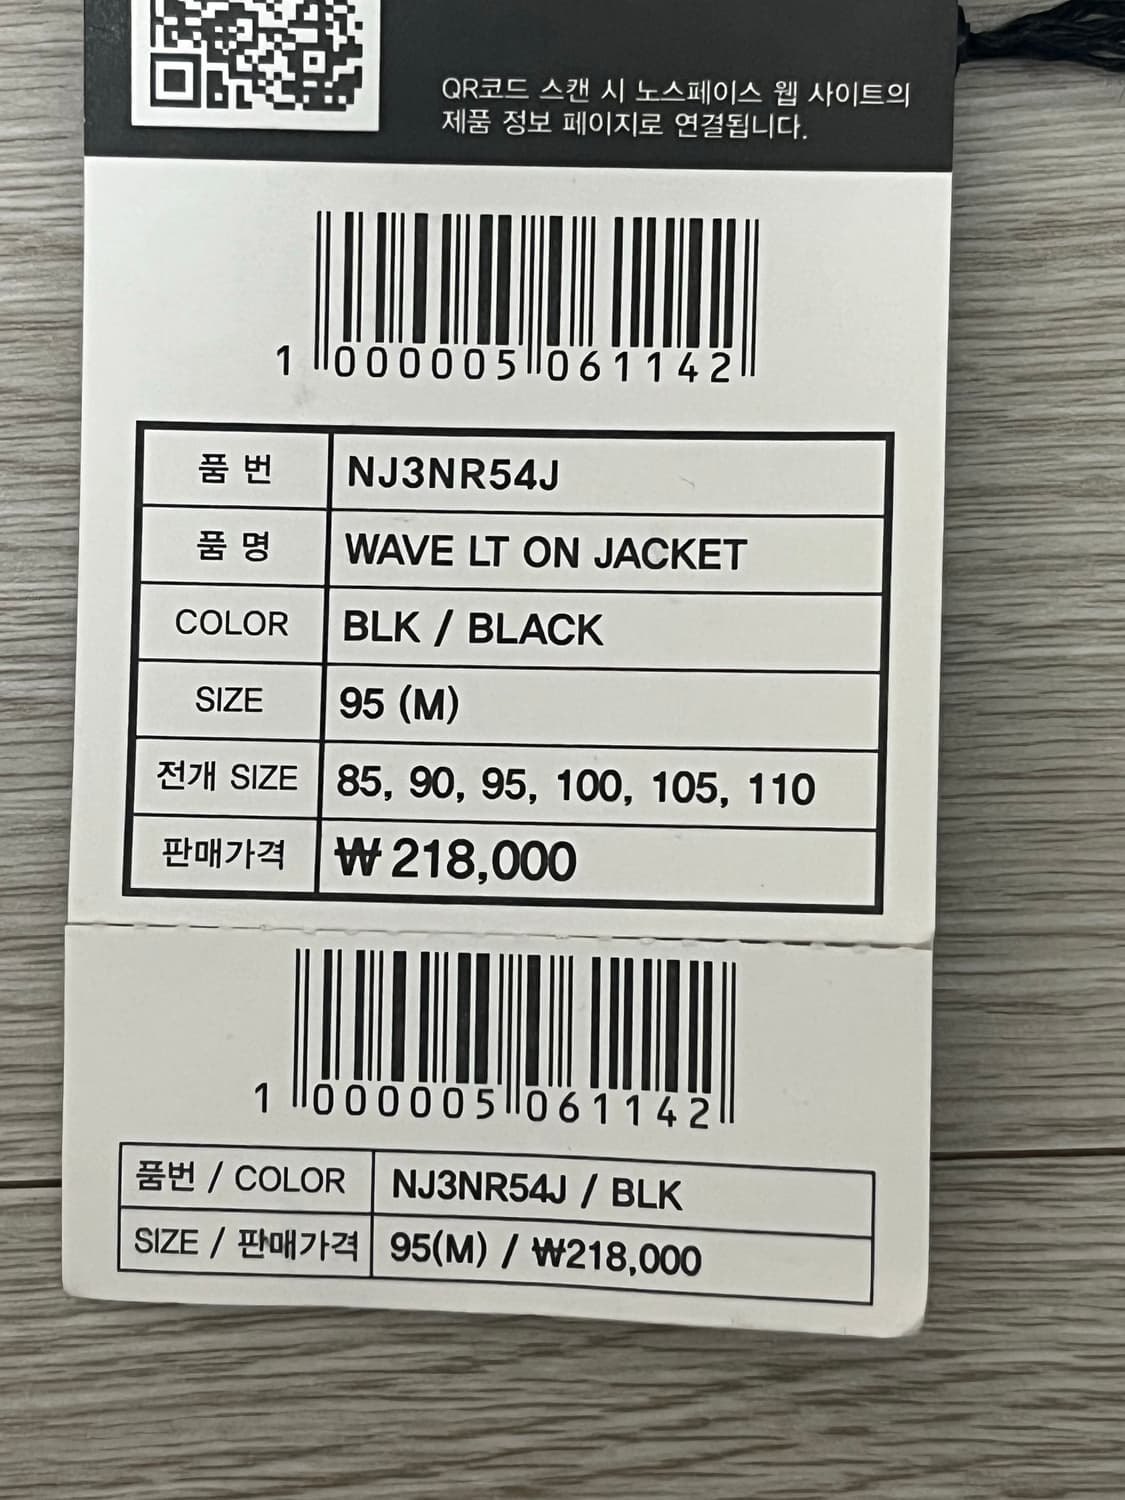 QR코드 스캔 시 노스페이스 웹 사이트의
제품 정보 페이지로 연결됩니다.
1 000005 061142
품 번 NJ3NR54J
품 명 WAVE LT ON JACKET
COLOR BLK / BLACK
SIZE 95 (M)
전개 SIZE 85, 90, 95, 100, 105, 110
판매가격 ₩218,000
1 000005 061142
품번 / COLOR NJ3NR54J / BLK
SIZE / 판매가격 95(M) / ₩218,000